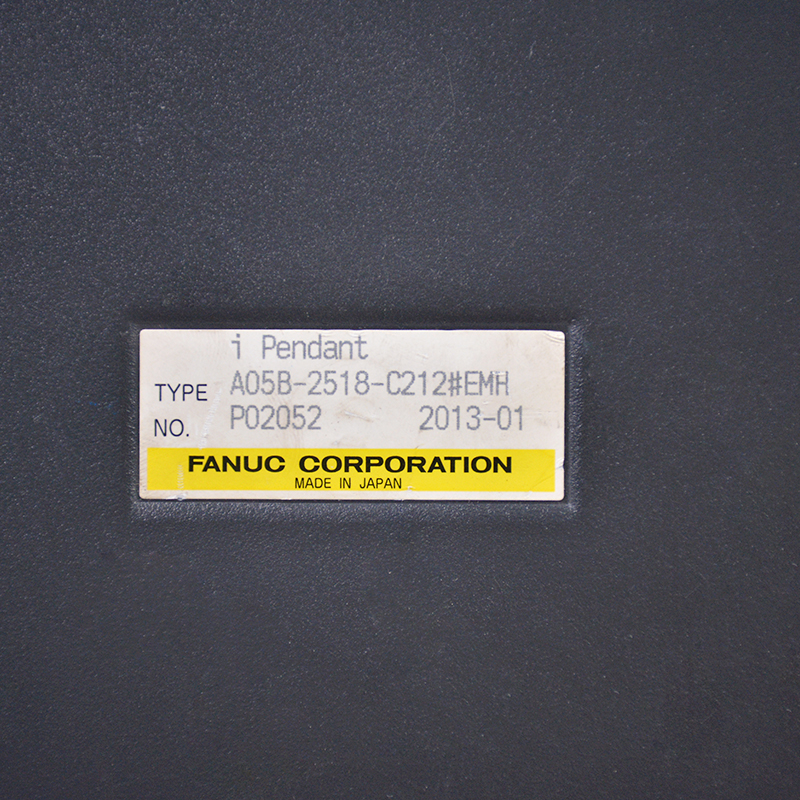 i Pendant
TYPE A05B-2518-C212#EMH
NO. P02052 2013-01
FANUC CORPORATION
MADE IN JAPAN